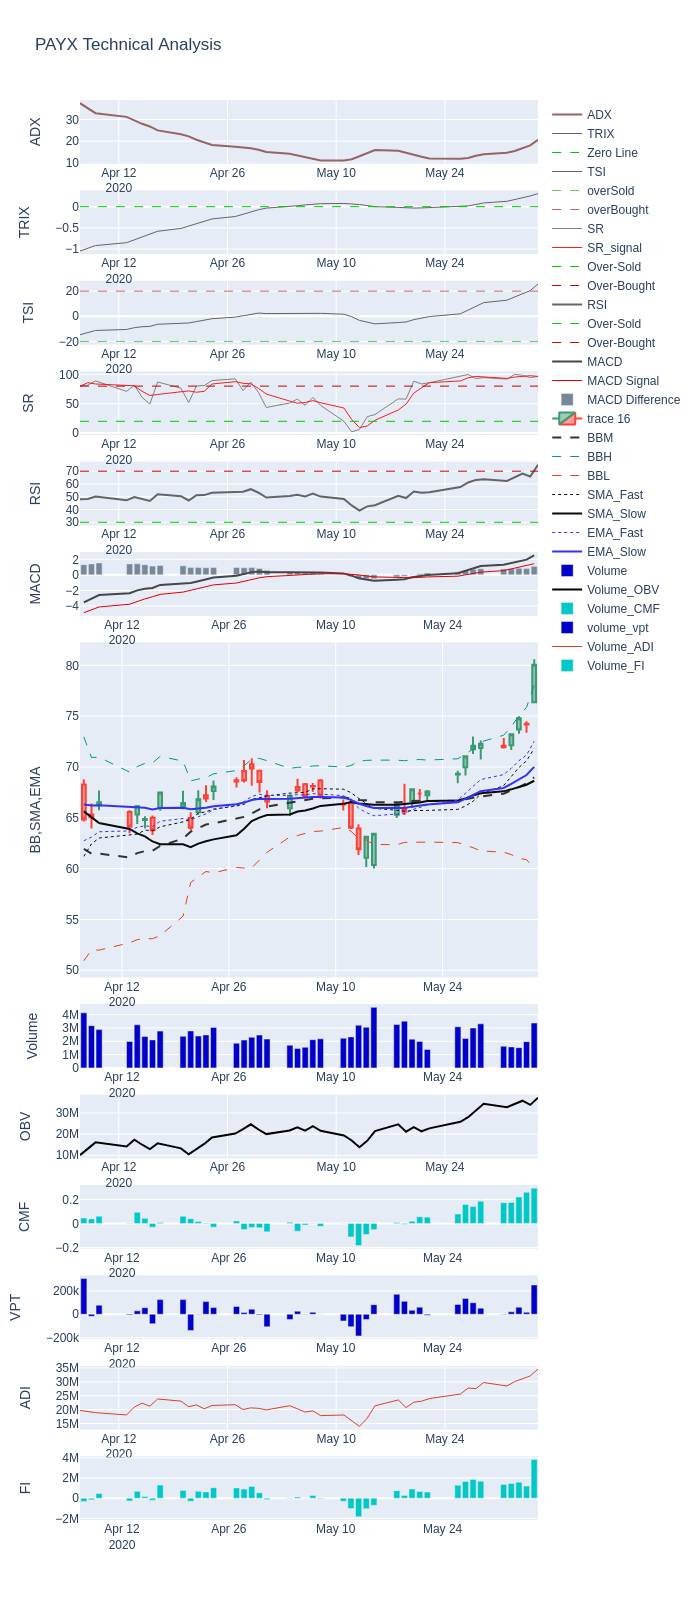 PAYX Technical Analysis
ADX
30
20
10
Apr 12
2020
Apr 26
May 10
May 24
TRIX
0
−0.5
−1
Apr 12
2020
Apr 26
May 10
May 24
TSI
20
0
−20
Apr 12
2020
Apr 26
May 10
May 24
SR
100
50
0
Apr 12
2020
Apr 26
May 10
May 24
RSI
70
60
50
40
30
Apr 12
2020
Apr 26
May 10
May 24
MACD
2
0
−2
−4
Apr 12
2020
Apr 26
May 10
May 24
BB,SMA,EMA
80
75
70
65
60
55
50
Apr 12
2020
Apr 26
May 10
May 24
Volume
4M
3M
2M
1M
0
Apr 12
2020
Apr 26
May 10
May 24
OBV
30M
20M
10M
Apr 12
2020
Apr 26
May 10
May 24
CMF
0.2
0
−0.2
Apr 12
2020
Apr 26
May 10
May 24
VPT
200k
0
−200k
Apr 12
2020
Apr 26
May 10
May 24
ADI
35M
30M
25M
20M
15M
Apr 12
2020
Apr 26
May 10
May 24
FI
4M
2M
0
−2M
Apr 12
2020
Apr 26
May 10
May 24
ADX
TRIX
Zero Line
TSI
overSold
overBought
SR
SR_signal
Over-Sold
Over-Bought
RSI
Over-Sold
Over-Bought
MACD
MACD Signal
MACD Difference
trace 16
BBM
BBH
BBL
SMA_Fast
SMA_Slow
EMA_Fast
EMA_Slow
Volume
Volume_OBV
Volume_CMF
volume_vpt
Volume_ADI
Volume_FI